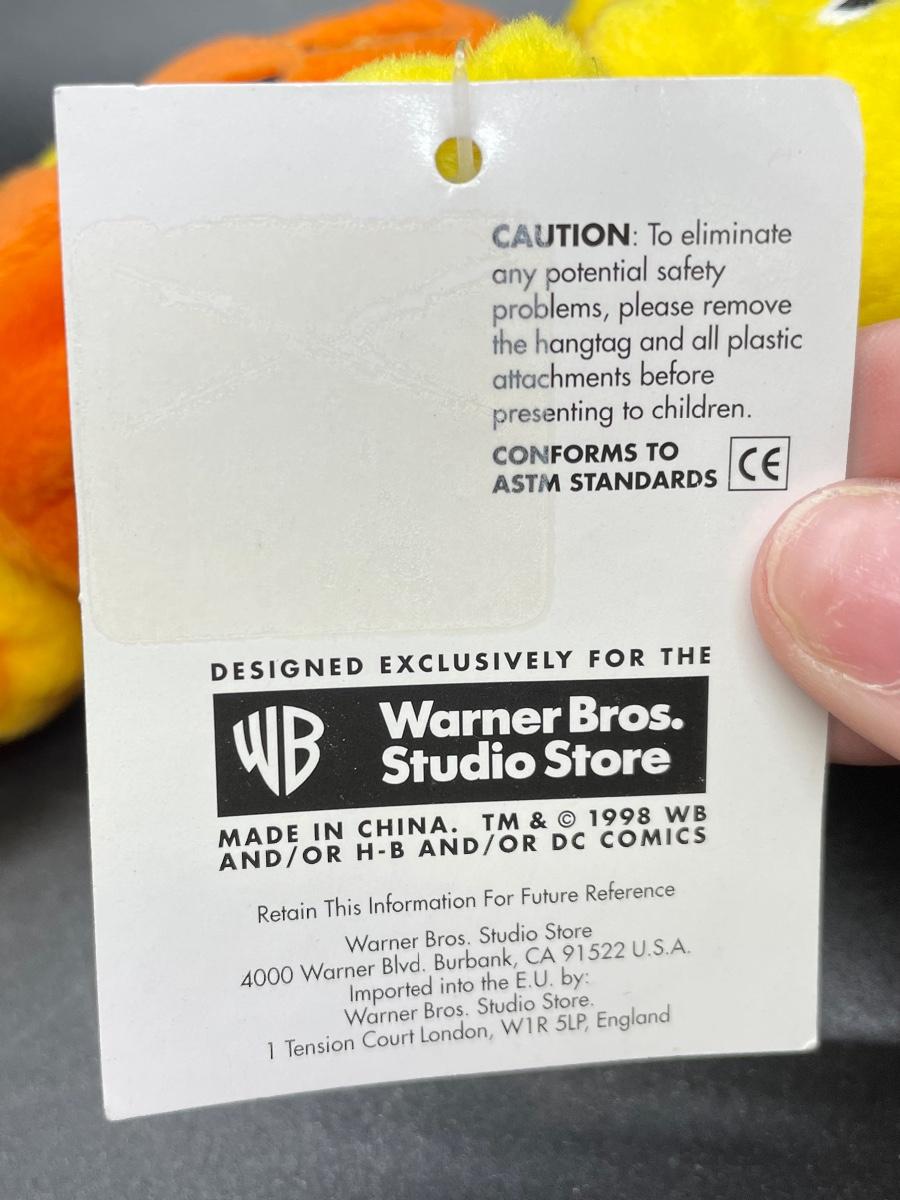 CAUTION: To eliminate
any potential safety
problems, please remove
the hangtag and all plastic
attachments before
presenting to children.
CONFORMS TO
ASTM STANDARDS CE
DESIGNED EXCLUSIVELY FOR THE
WB Warner Bros.
Studio Store
MADE IN CHINA. TM & © 1998 WB
AND/OR H-B AND/OR DC COMICS
Retain This Information For Future Reference
Warner Bros. Studio Store
4000 Warner Blvd. Burbank, CA 91522 U.S.A.
Imported into the E.U. by:
Warner Bros. Studio Store.
1 Tension Court London, W1R 5LP, England